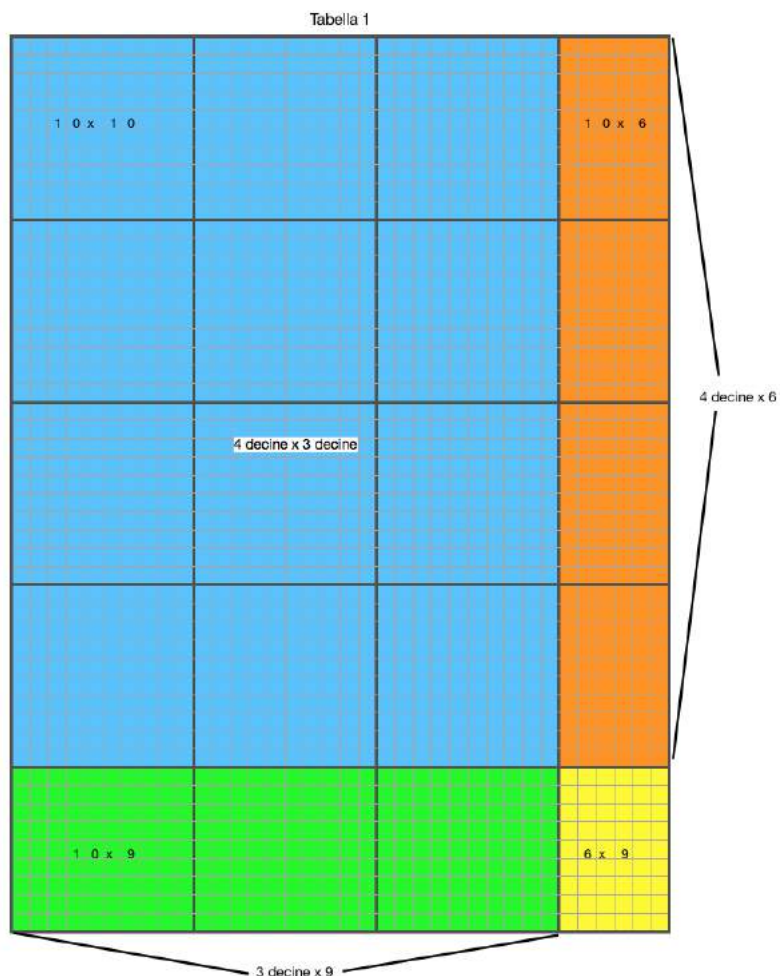 Tabella 1
1 0 x 1 0
1 0 x 6
4 decine x 6
4 decine x 3 decine
1 0 x 9
6 x 9
3 decine x 9